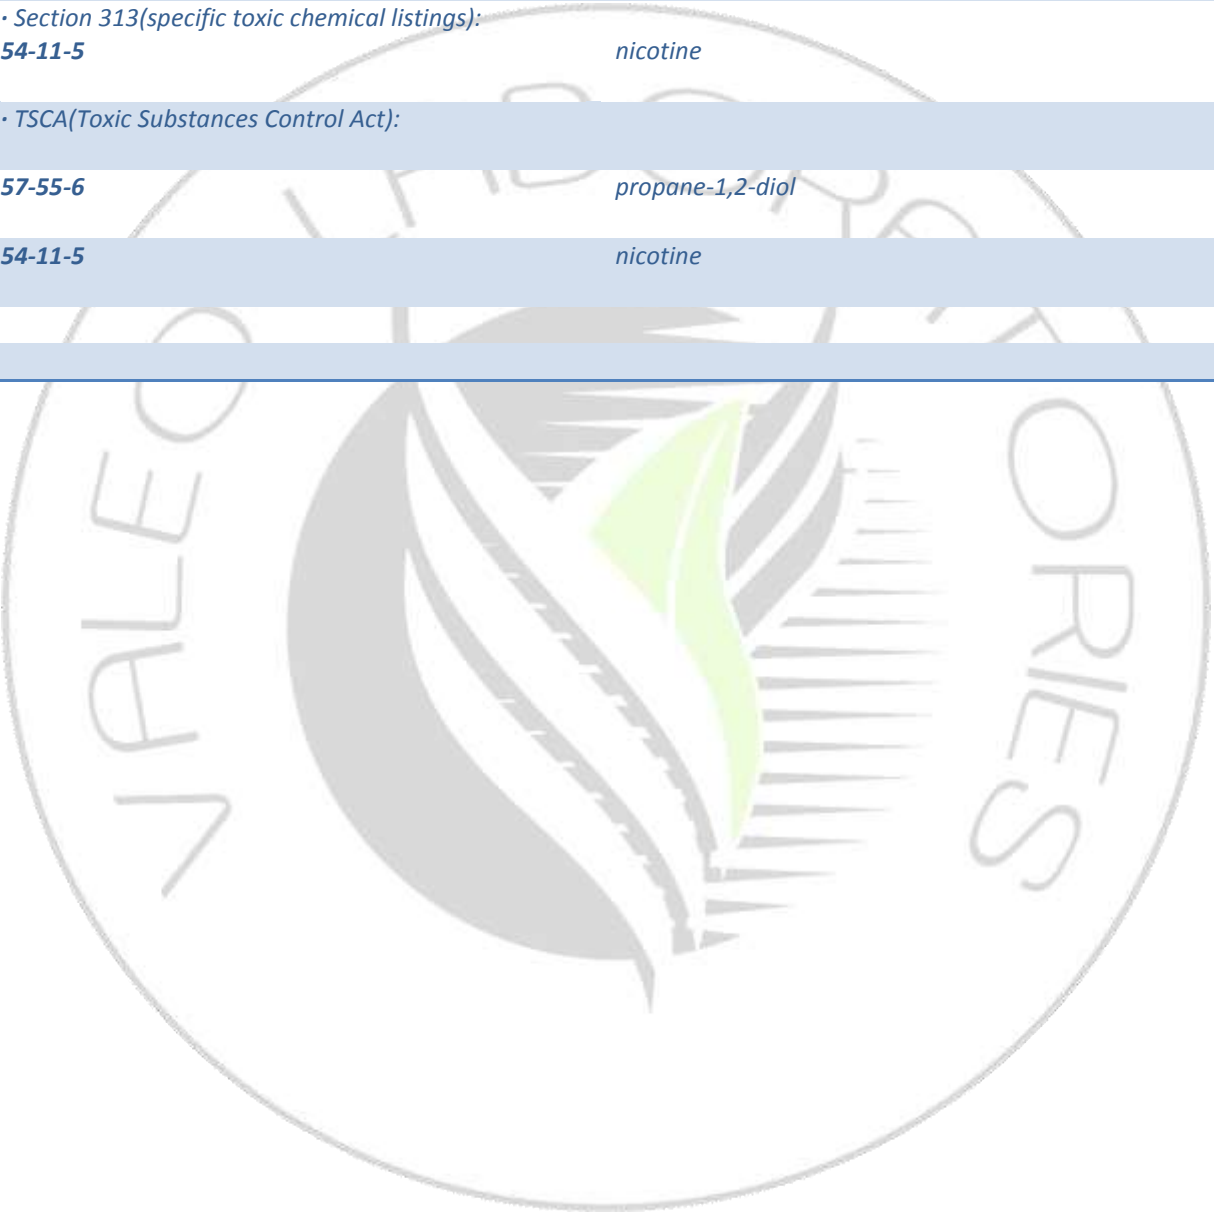 · Section 313(specific toxic chemical listings):
54-11-5 nicotine
· TSCA(Toxic Substances Control Act):
57-55-6 propane-1,2-diol
54-11-5 nicotine
VALEO LABORETORIES